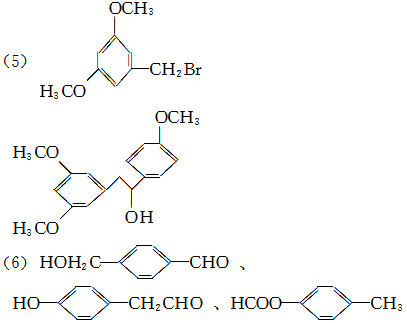 OCH3
(5)
CH2Br
H3CO
OCH3
H3CO
OH
H3CO
(6) HOH2C CHO 、
HO CH2CHO 、HCOO CH3